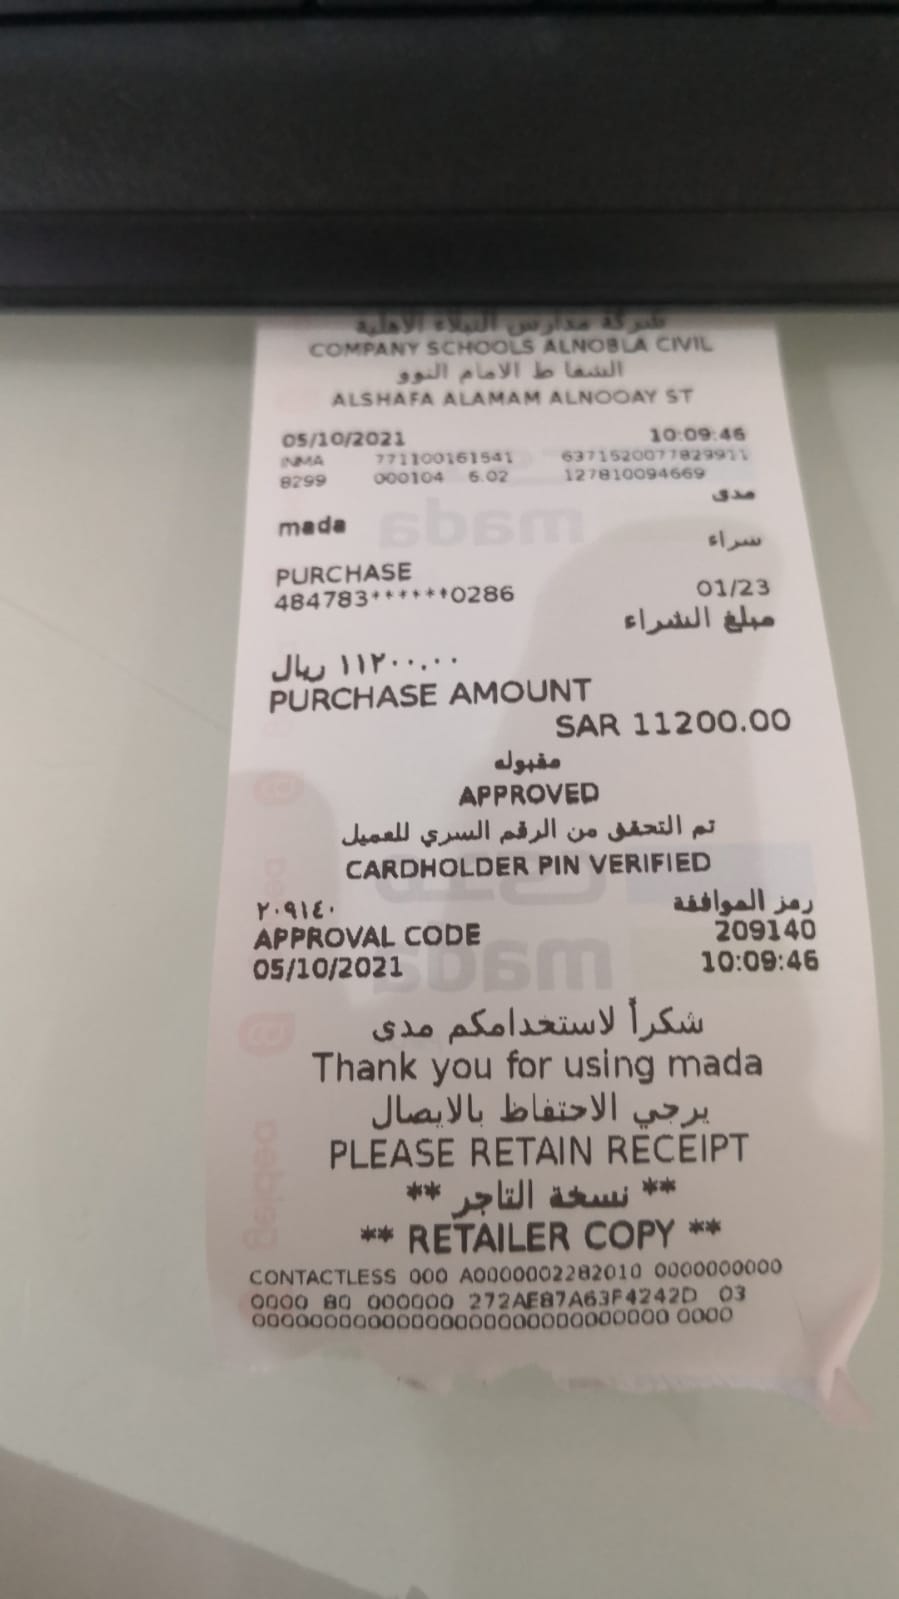 شركة مدارس النبلاء الاهلية
COMPANY SCHOOLS ALNOBLA CIVIL
الشفا ط الامام النوو
ALSHAFA ALAMAM ALNOOAY ST
05/10/2021 10:09:46
INMA 771100161541 6371520077829911
8299 000104 6.02 127810094669
مدى
mada
شراء
PURCHASE
484783******0286 01/23
مبلغ الشراء
١١٢٠٠.٠٠ ريال
PURCHASE AMOUNT
SAR 11200.00
مقبوله
APPROVED
تم التحقق من الرقم السري للعميل
CARDHOLDER PIN VERIFIED
رمز الموافقة ٢٠٩١٤٠
APPROVAL CODE 209140
05/10/2021 10:09:46
شكراً لاستخدامكم مدى
Thank you for using mada
يرجي الاحتفاظ بالايصال
PLEASE RETAIN RECEIPT
** نسخة التاجر **
** RETAILER COPY **
CONTACTLESS 000 A0000002282010 0000000000
0000 80 000000 272AE87A63F4242D 03